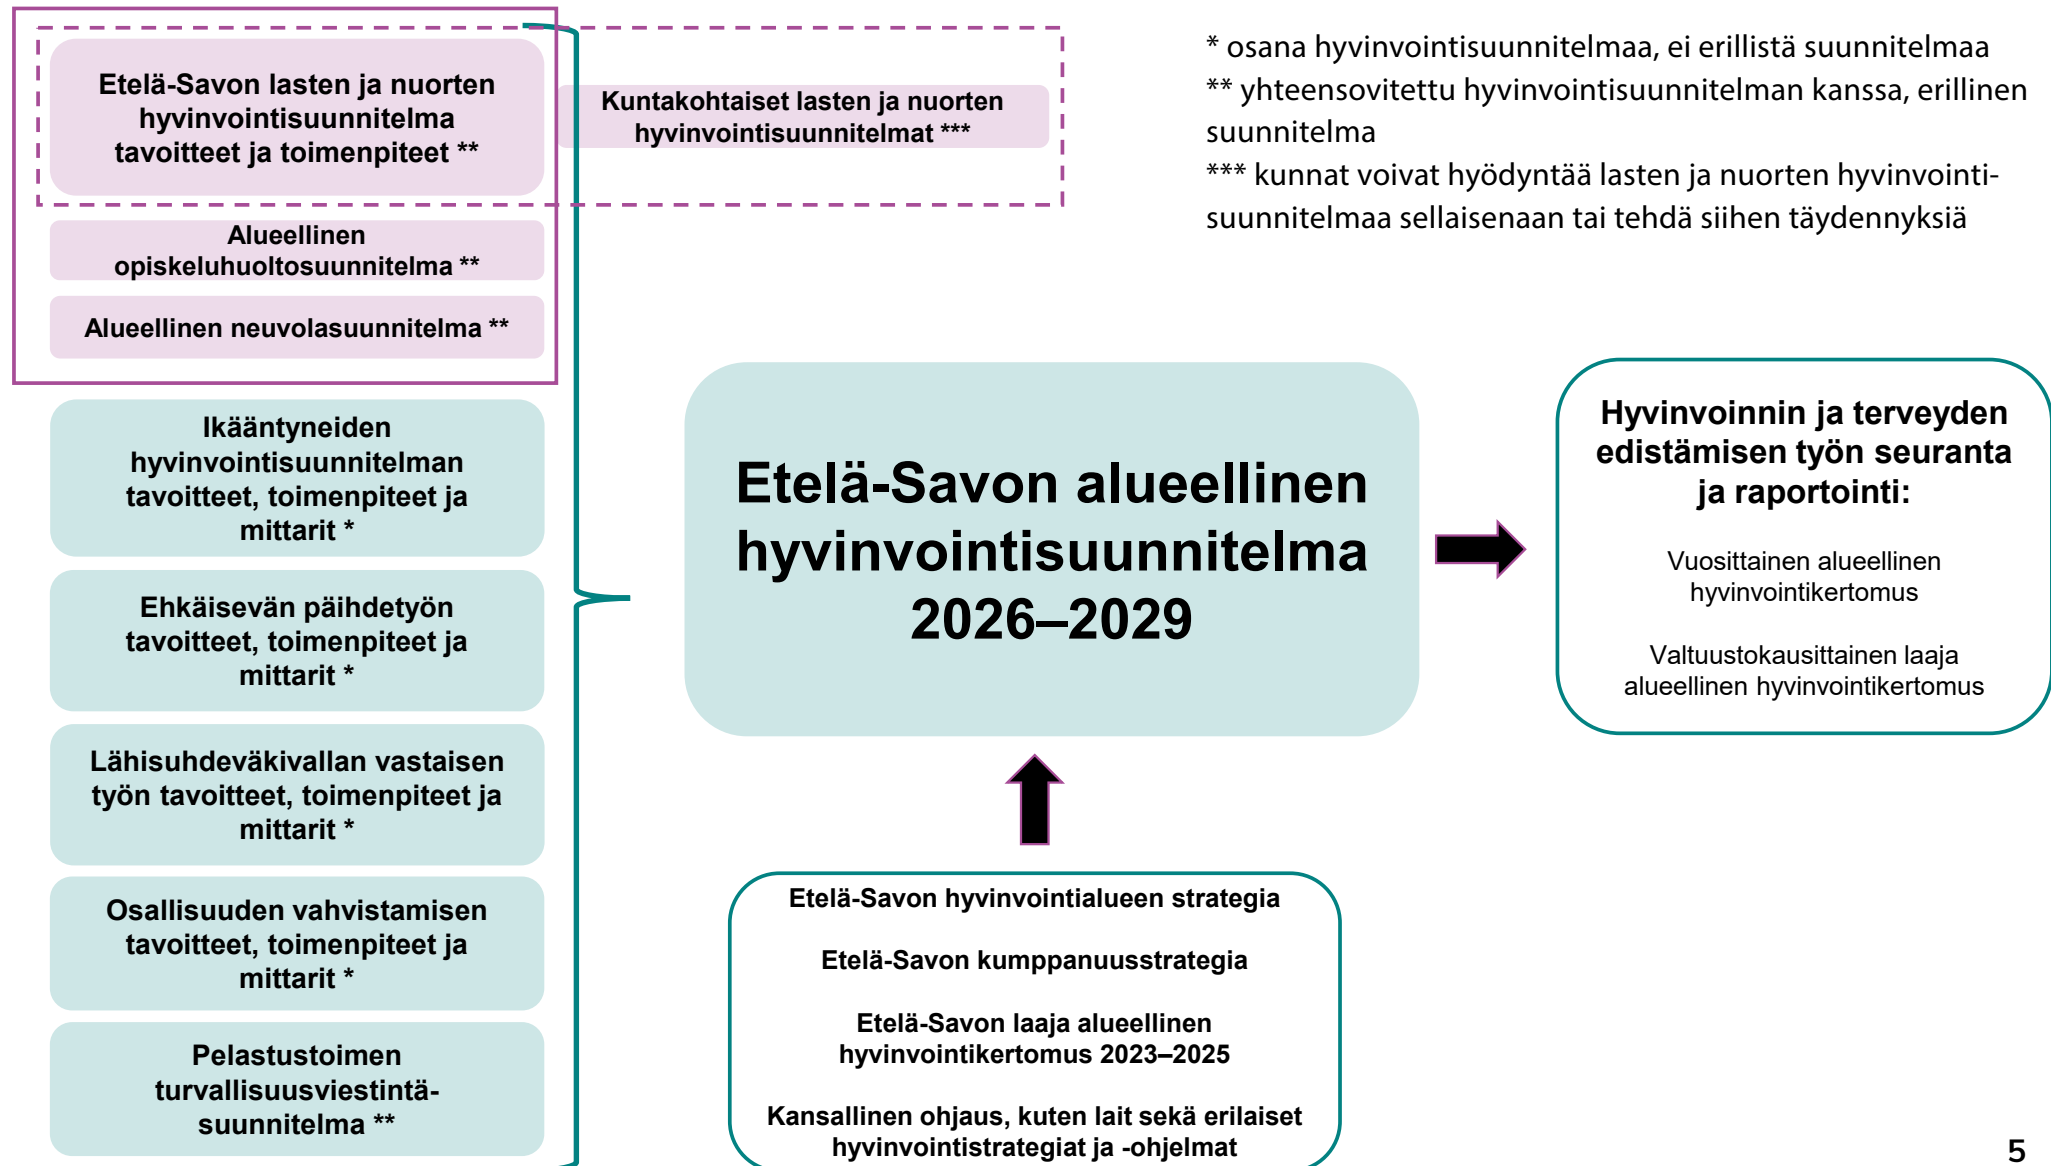 Etelä-Savon lasten ja nuorten
hyvinvointisuunnitelma
tavoitteet ja toimenpiteet **
Kuntakohtaiset lasten ja nuorten
hyvinvointisuunnitelmat ***
* osana hyvinvointisuunnitelmaa, ei erillistä suunnitelmaa
** yhteensovitettu hyvinvointisuunnitelman kanssa, erillinen
suunnitelma
*** kunnat voivat hyödyntää lasten ja nuorten hyvinvointi-
suunnitelmaa sellaisenaan tai tehdä siihen täydennyksiä
Alueellinen
opiskeluhuoltosuunnitelma **
Alueellinen neuvolasuunnitelma **
Ikääntyneiden
hyvinvointisuunnitelman
tavoitteet, toimenpiteet ja
mittarit *
Ehkäisevän päihdetyön
tavoitteet, toimenpiteet ja
mittarit *
Lähisuhdeväkivallan vastaisen
työn tavoitteet, toimenpiteet ja
mittarit *
Osallisuuden vahvistamisen
tavoitteet, toimenpiteet ja
mittarit *
Pelastustoimen
turvallisuusviestintä-
suunnitelma **
Etelä-Savon alueellinen
hyvinvointisuunnitelma
2026–2029
Hyvinvoinnin ja terveyden
edistämisen työn seuranta
ja raportointi:
Vuosittainen alueellinen
hyvinvointikertomus
Valtuustokausittainen laaja
alueellinen hyvinvointikertomus
Etelä-Savon hyvinvointialueen strategia
Etelä-Savon kumppanuusstrategia
Etelä-Savon laaja alueellinen
hyvinvointikertomus 2023–2025
Kansallinen ohjaus, kuten lait sekä erilaiset
hyvinvointistrategiat ja -ohjelmat
5